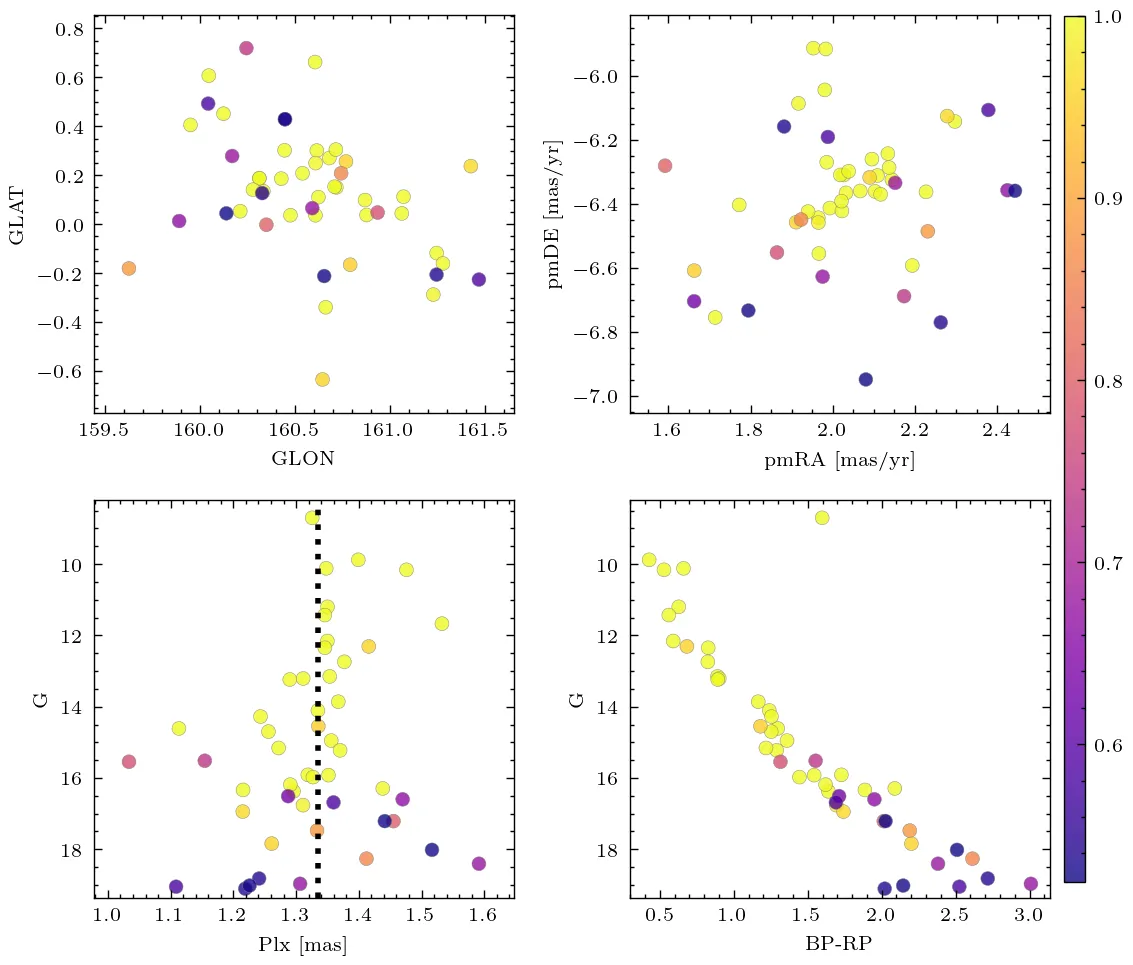 0.8
0.6
0.4
0.2
0.0
−0.2
−0.4
−0.6
GLAT
159.5 160.0 160.5 161.0 161.5
GLON
−6.0
−6.2
−6.4
−6.6
−6.8
−7.0
pmDE [mas/yr]
1.6 1.8 2.0 2.2 2.4
pmRA [mas/yr]
1.0
0.9
0.8
0.7
0.6
10
12
14
16
18
G
1.0 1.1 1.2 1.3 1.4 1.5 1.6
Plx [mas]
10
12
14
16
18
G
0.5 1.0 1.5 2.0 2.5 3.0
BP-RP